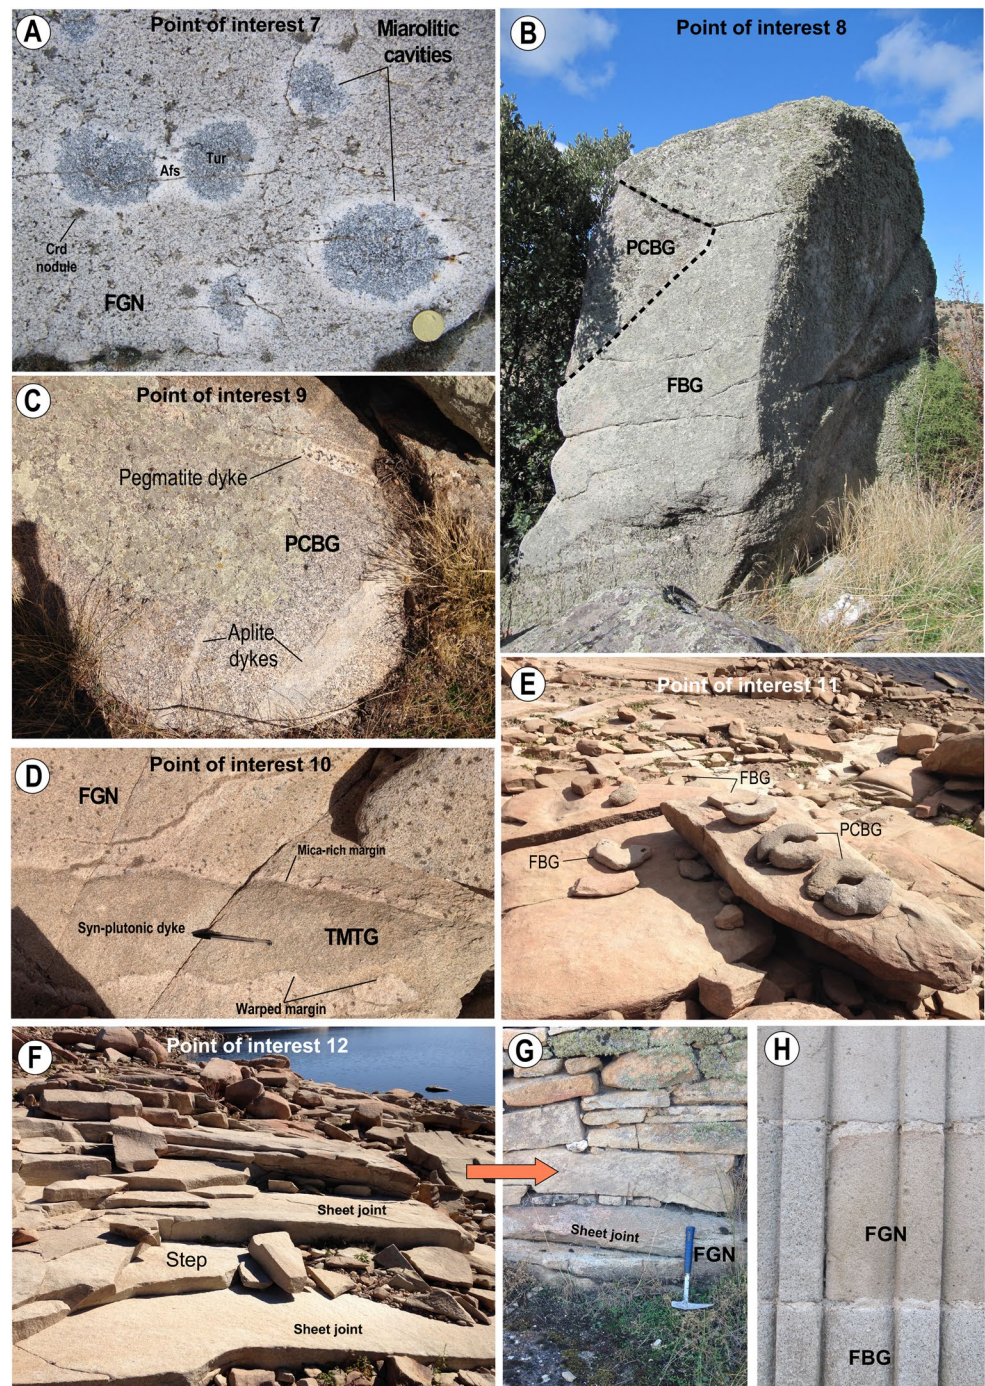 A
Point of interest 7
Miarolitic
cavities
Tur
Afs
Crd
nodule
FGN
B
Point of interest 8
PCBG
FBG
C
Point of interest 9
Pegmatite dyke
PCBG
Aplite
dykes
D
Point of interest 10
FGN
Mica-rich margin
Syn-plutonic dyke
TMTG
Warped margin
E
Point of interest 11
FBG
PCBG
FBG
F
Point of interest 12
Sheet joint
Sheet joint
Step
Sheet joint
G
Sheet joint
FGN
H
FGN
FBG